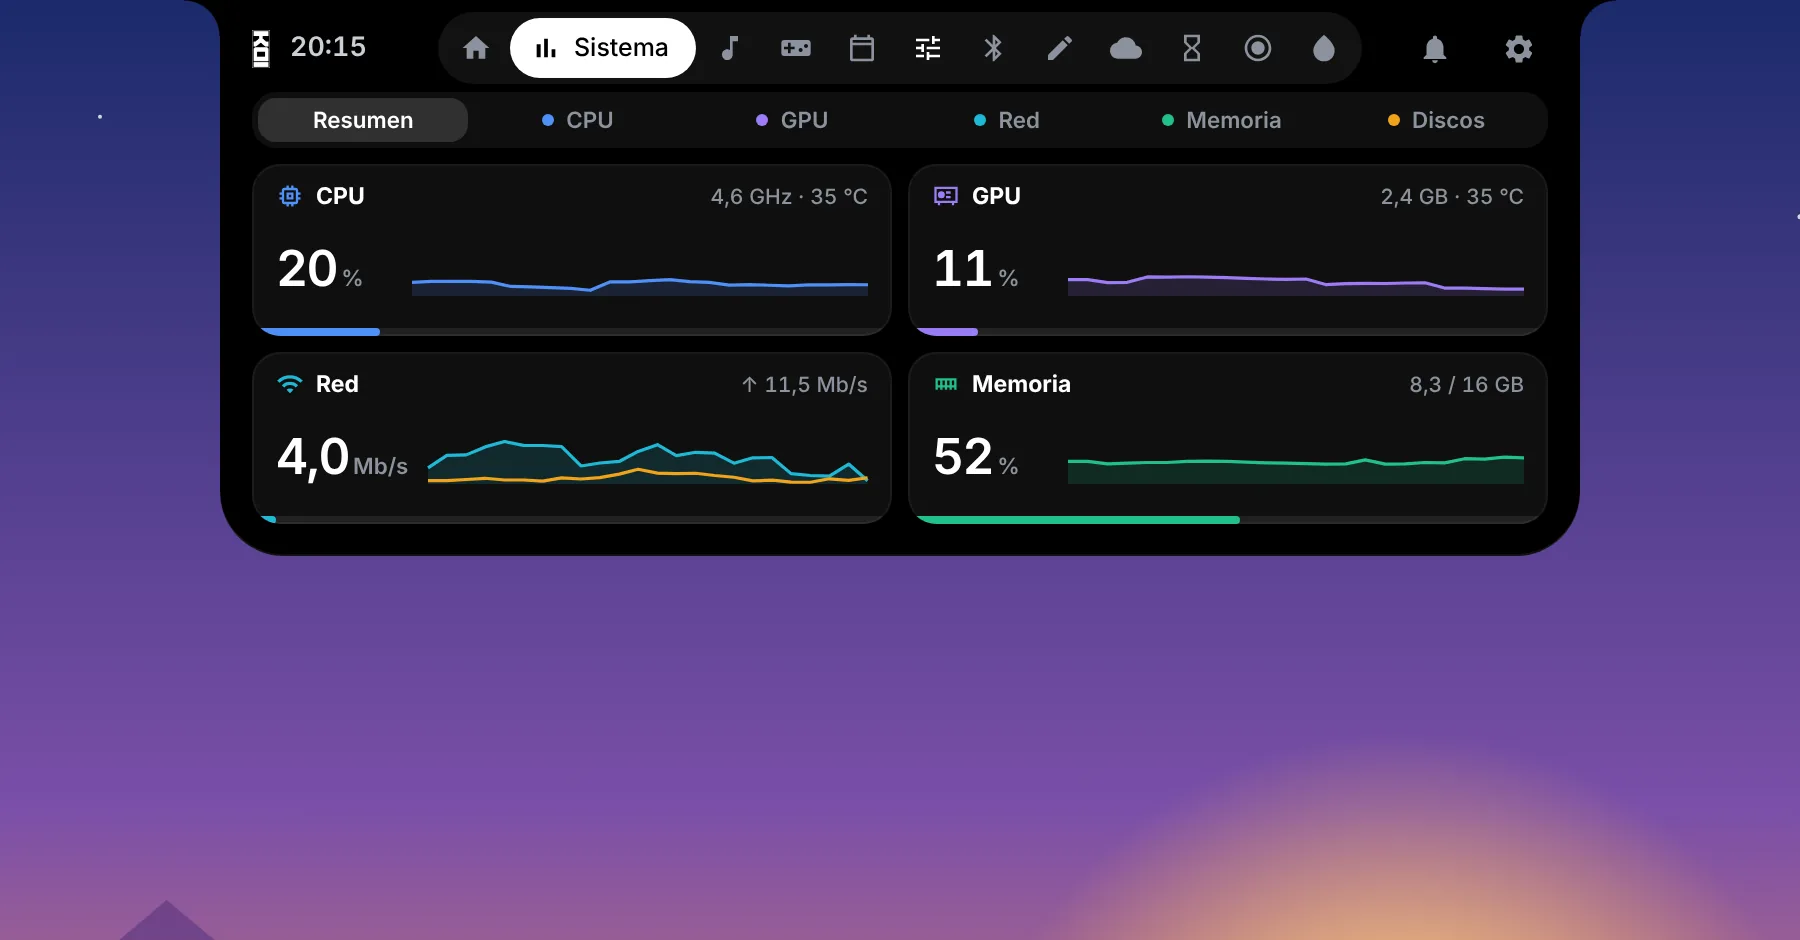 20:15
Sistema
Resumen
CPU
GPU
Red
Memoria
Discos
CPU
4,6 GHz · 35 °C
20 %
GPU
2,4 GB · 35 °C
11 %
Red
↑ 11,5 Mb/s
4,0 Mb/s
Memoria
8,3 / 16 GB
52 %